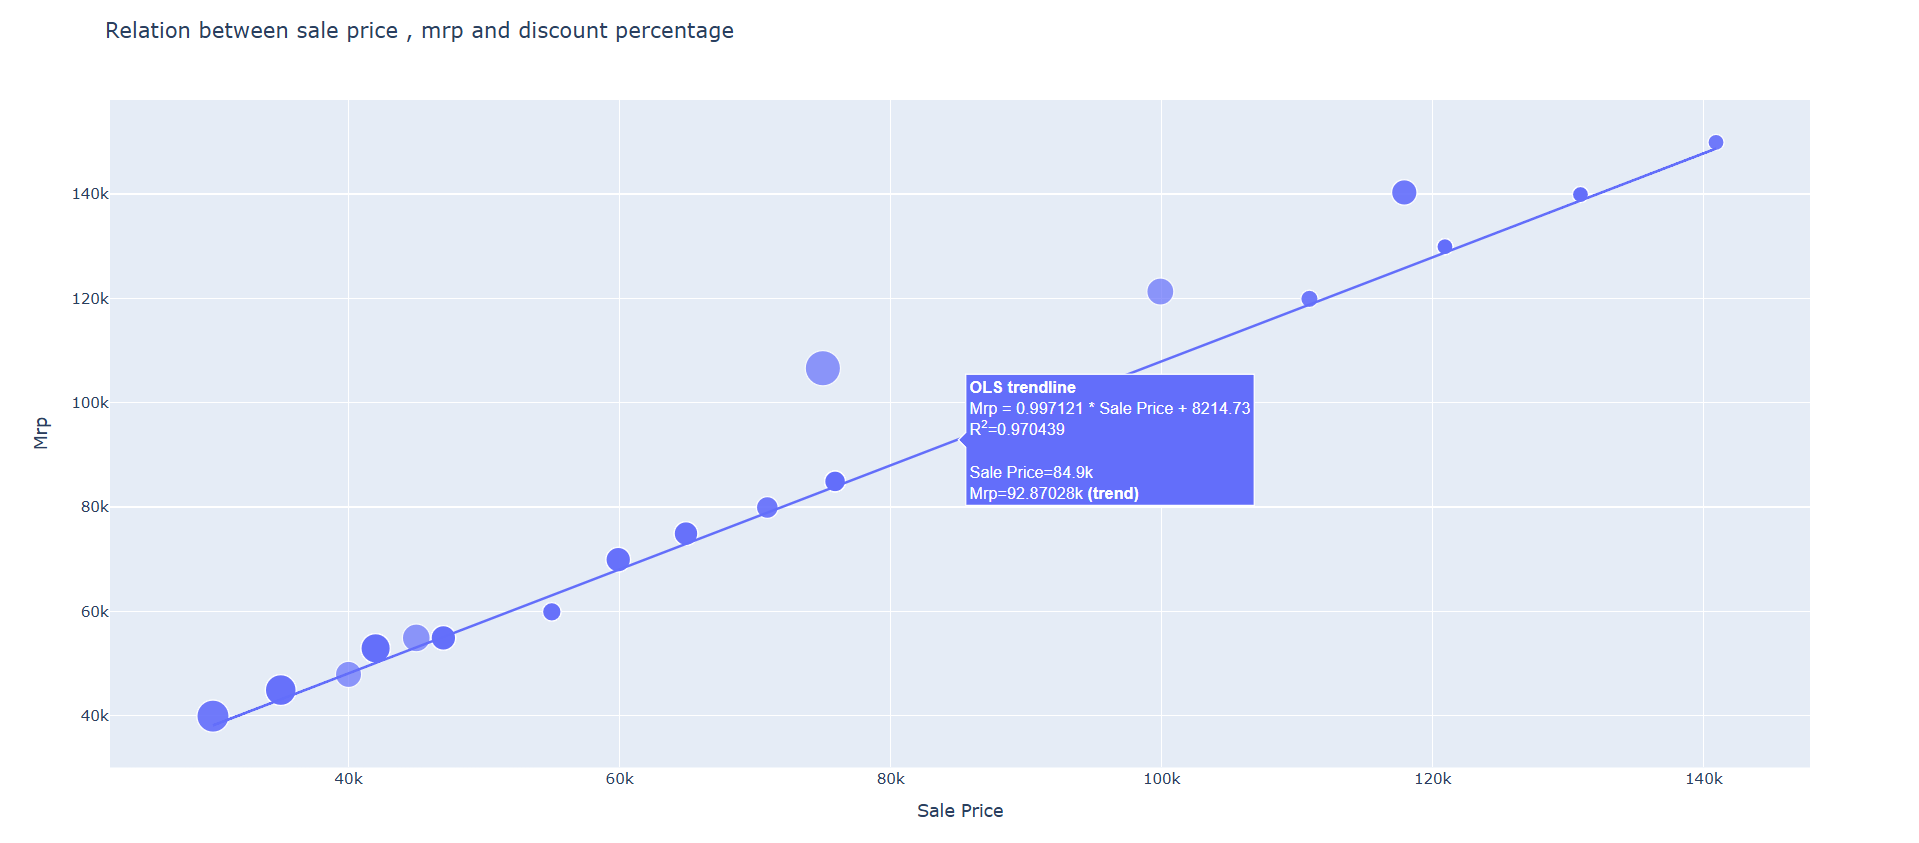 Relation between sale price , mrp and discount percentage
140k
120k
100k
80k
60k
40k
Mrp
OLS trendline
Mrp = 0.997121 * Sale Price + 8214.73
R²=0.970439
Sale Price=84.9k
Mrp=92.87028k (trend)
40k 60k 80k 100k 120k 140k
Sale Price